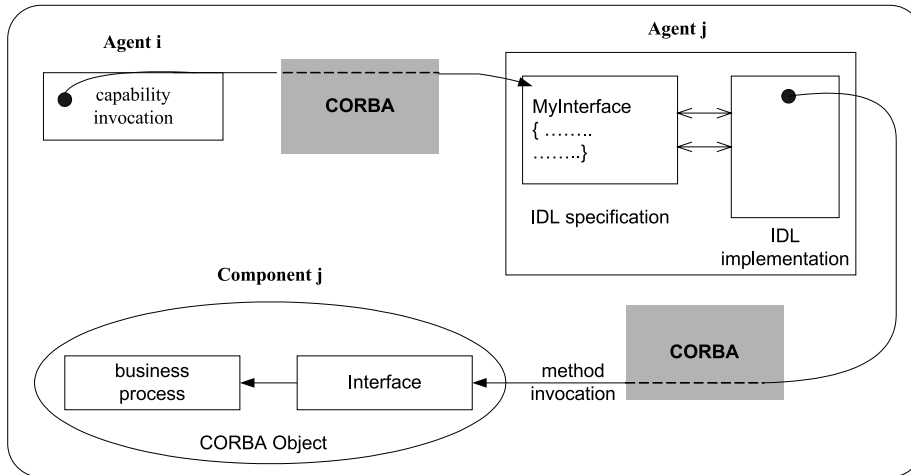 Agent i
capability
invocation
CORBA
Agent j
MyInterface
{ ........
........}
IDL specification
IDL
implementation
Component j
business
process
Interface
CORBA Object
method
invocation
CORBA